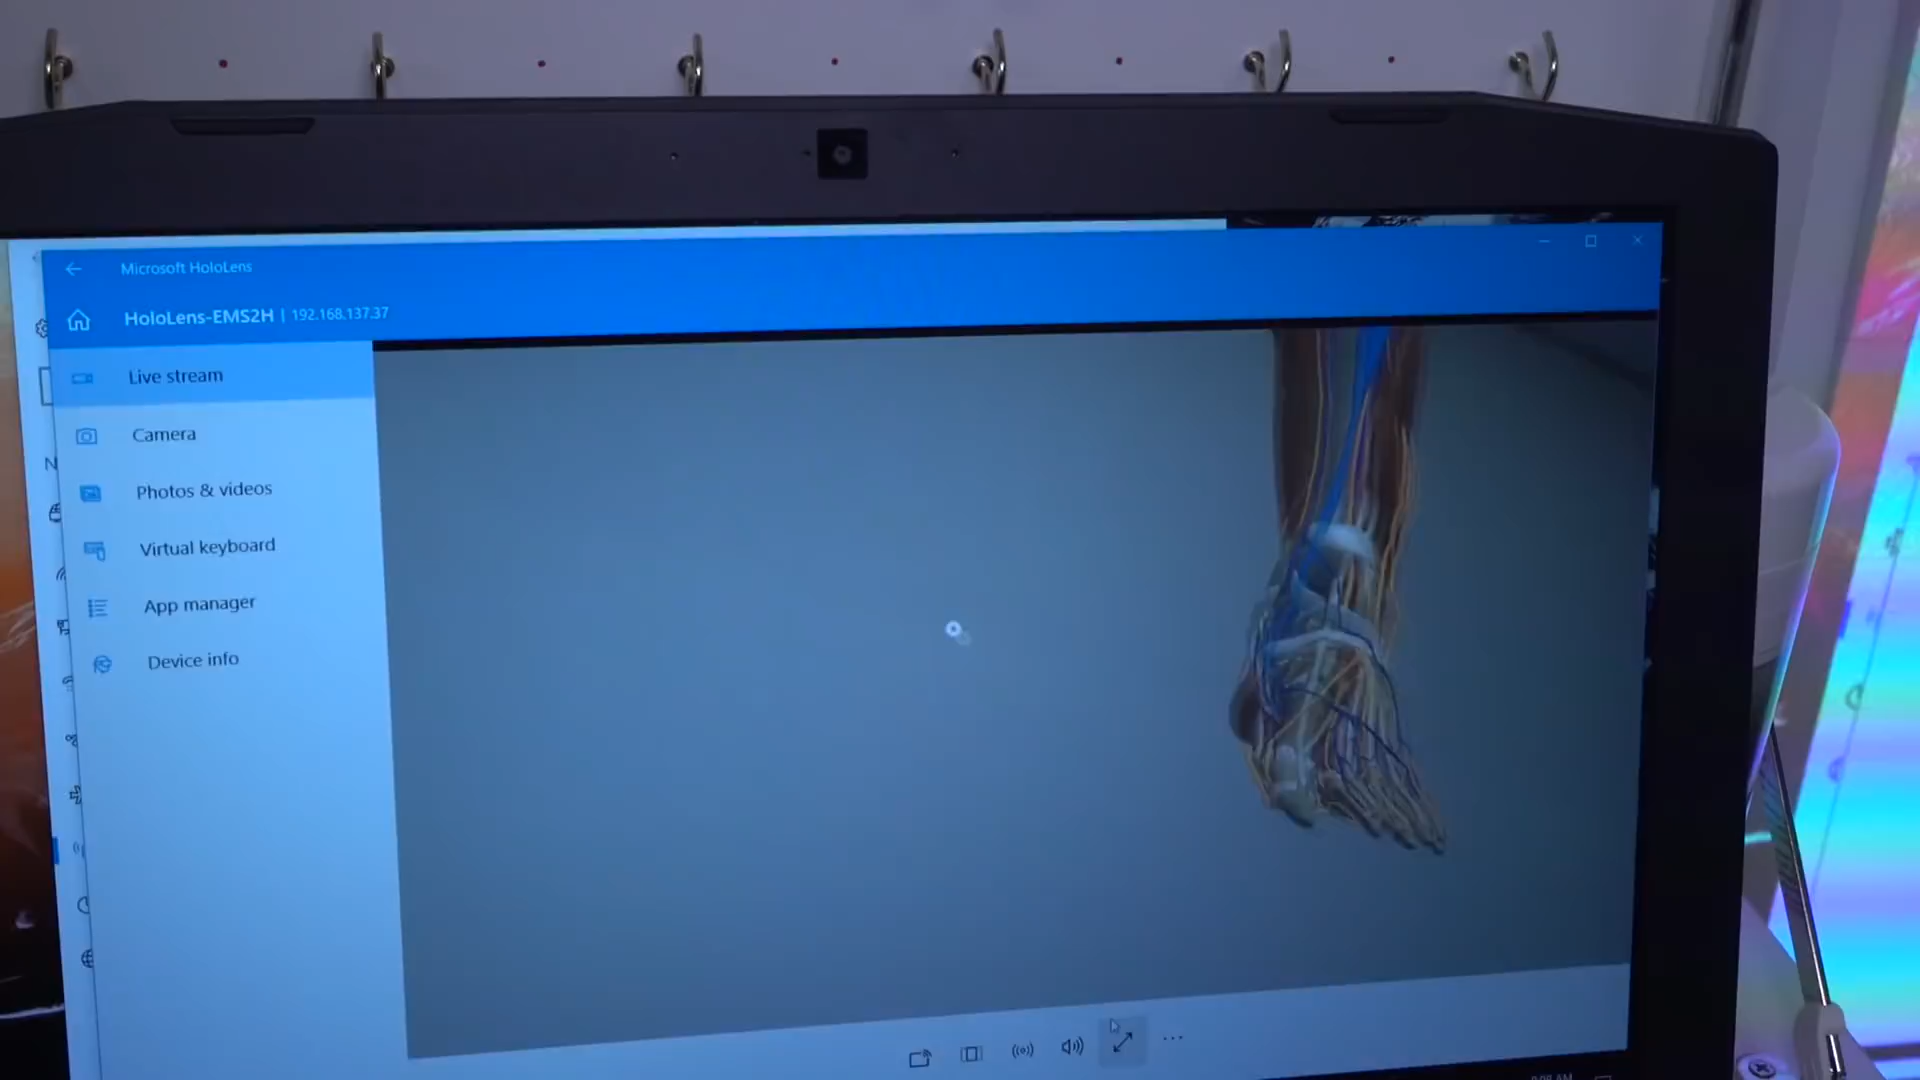 Microsoft HoloLens
HoloLens-EMS2H | 192.168.137.37
Live stream
Camera
Photos & videos
Virtual keyboard
App manager
Device info